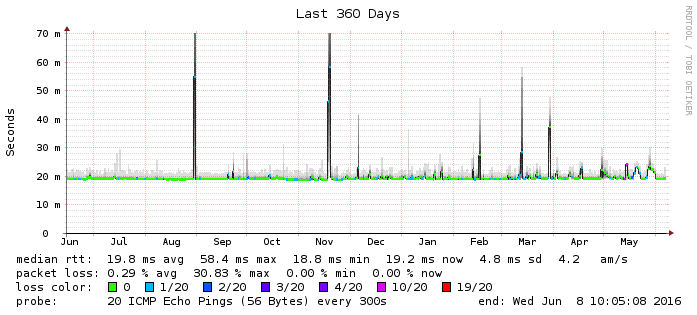 Last 360 Days
RRDTOOL / TOBI OETIKER
Seconds
70 m
60 m
50 m
40 m
30 m
20 m
10 m
0
Jun Jul Aug Sep Oct Nov Dec Jan Feb Mar Apr May
median rtt: 19.8 ms avg 58.4 ms max 18.8 ms min 19.2 ms now 4.8 ms sd 4.2 am/s
packet loss: 0.29 % avg 30.83 % max 0.00 % min 0.00 % now
loss color: 0 1/20 2/20 3/20 4/20 10/20 19/20
probe: 20 ICMP Echo Pings (56 Bytes) every 300s end: Wed Jun 8 10:05:08 2016